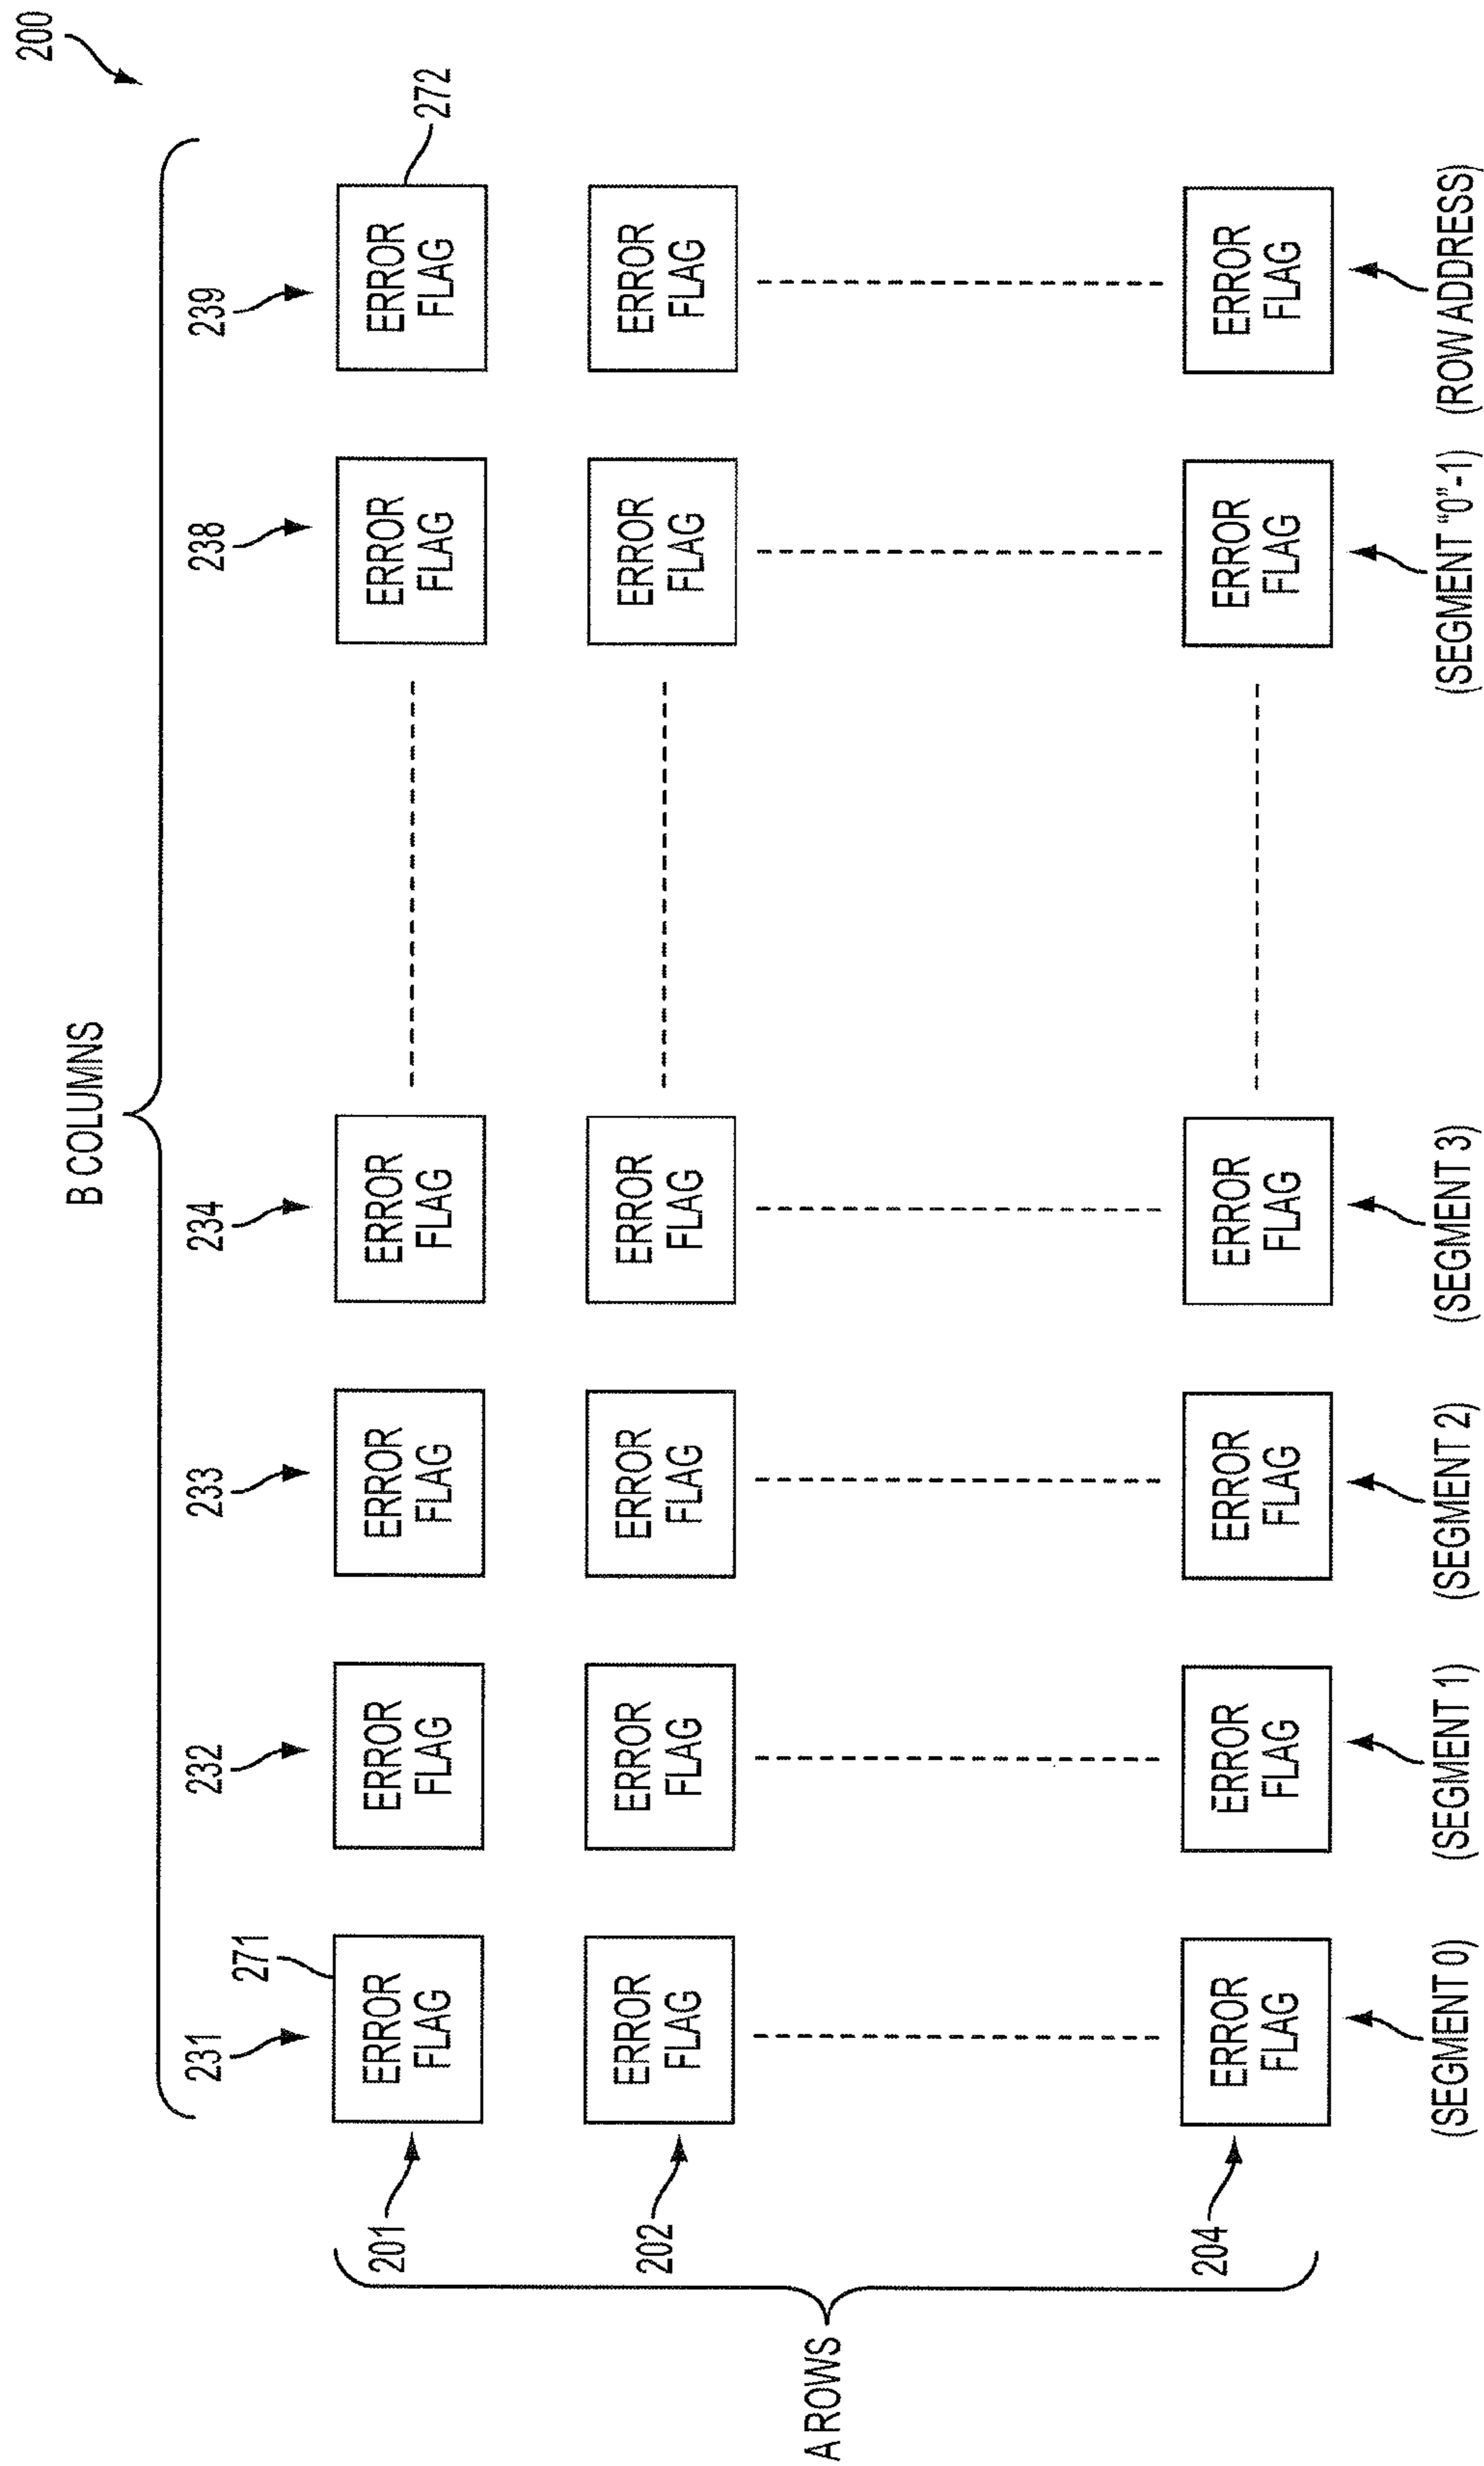 200
B COLUMNS
231 232 233 234 238 239
271
272
A ROWS
201
ERROR FLAG ERROR FLAG ERROR FLAG ERROR FLAG ERROR FLAG ERROR FLAG
202
ERROR FLAG ERROR FLAG ERROR FLAG ERROR FLAG ERROR FLAG ERROR FLAG
204
ERROR FLAG ERROR FLAG ERROR FLAG ERROR FLAG ERROR FLAG ERROR FLAG
(SEGMENT 0) (SEGMENT 1) (SEGMENT 2) (SEGMENT 3) (SEGMENT "0"-1) (ROW ADDRESS)